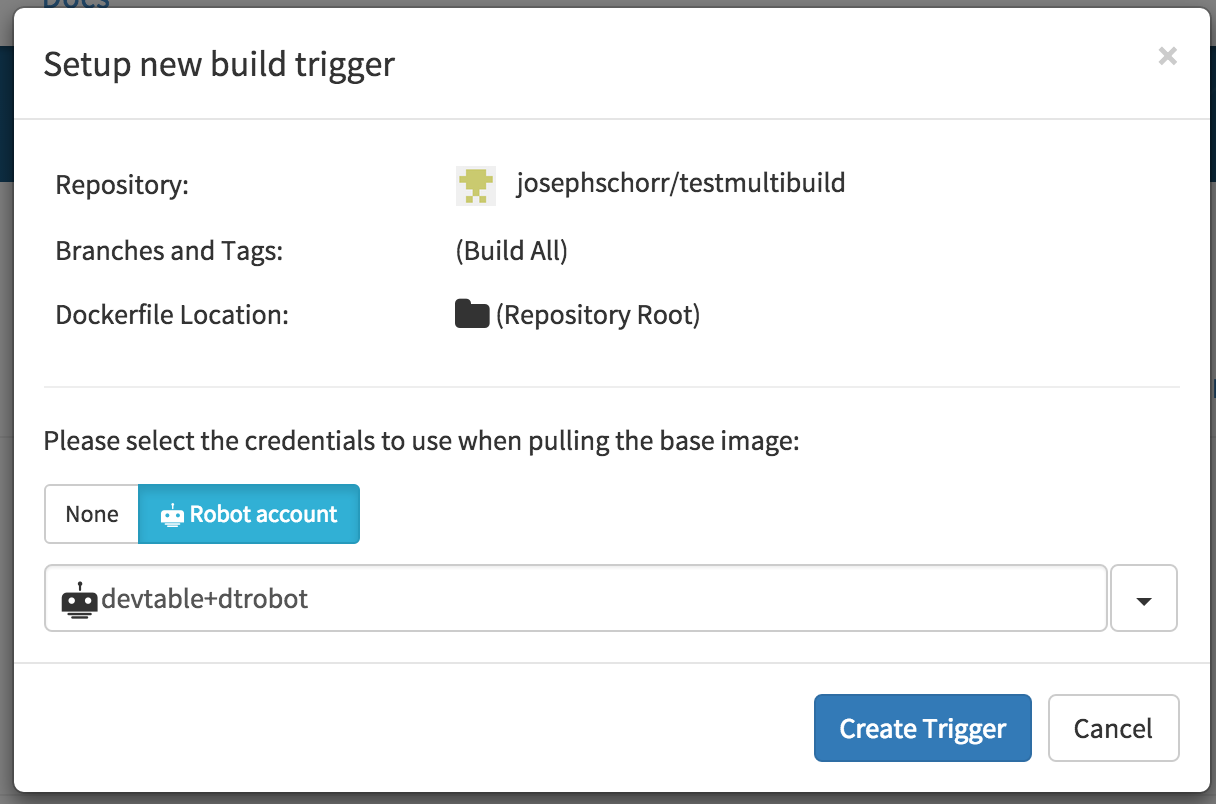 Docs
Setup new build trigger
×
Repository: josephschorr/testmultibuild
Branches and Tags: (Build All)
Dockerfile Location: (Repository Root)
Please select the credentials to use when pulling the base image:
None Robot account
devtable+dtrobot
Create Trigger Cancel